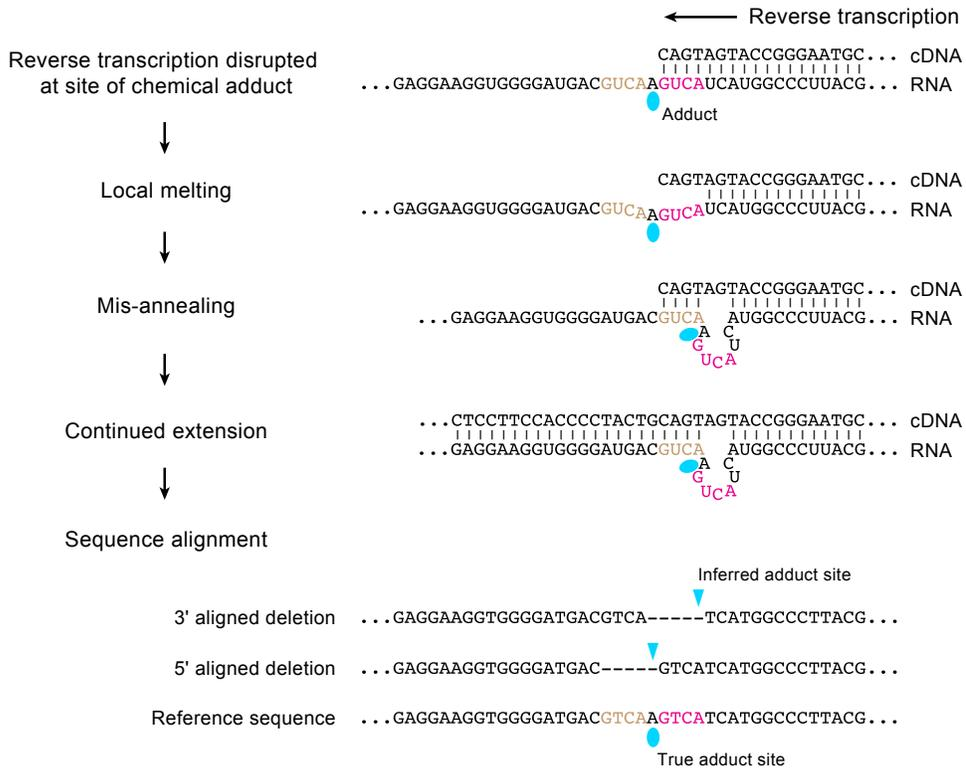 Reverse transcription
Reverse transcription disrupted
at site of chemical adduct
CAGTAGTACCGGGAATGC... cDNA
...GAGGAAGGUGGGGAUGACGUCAAGUCAUCAUGGCCCUUACG... RNA
Adduct
Local melting
CAGTAGTACCGGGAATGC... cDNA
...GAGGAAGGUGGGGAUGACGUCAAGUCAUCAUGGCCCUUACG... RNA
Mis-annealing
CAGTAGTACCGGGAATGC... cDNA
...GAGGAAGGUGGGGAUGACGUCA AUGGCCCUUACG... RNA
A C
G U
UCA
Continued extension
...CTCCTTCCACCCCTACTGCAGTAGTACCGGGAATGC... cDNA
...GAGGAAGGUGGGGAUGACGUCA AUGGCCCUUACG... RNA
A C
G U
UCA
Sequence alignment
Inferred adduct site
3' aligned deletion ...GAGGAAGGTGGGGATGACGTCA-----TCATGGCCCTTACG...
5' aligned deletion ...GAGGAAGGTGGGGATGAC-----GTCATCATGGCCCTTACG...
Reference sequence ...GAGGAAGGTGGGGATGACGTCAAGTCATCATGGCCCTTACG...
True adduct site